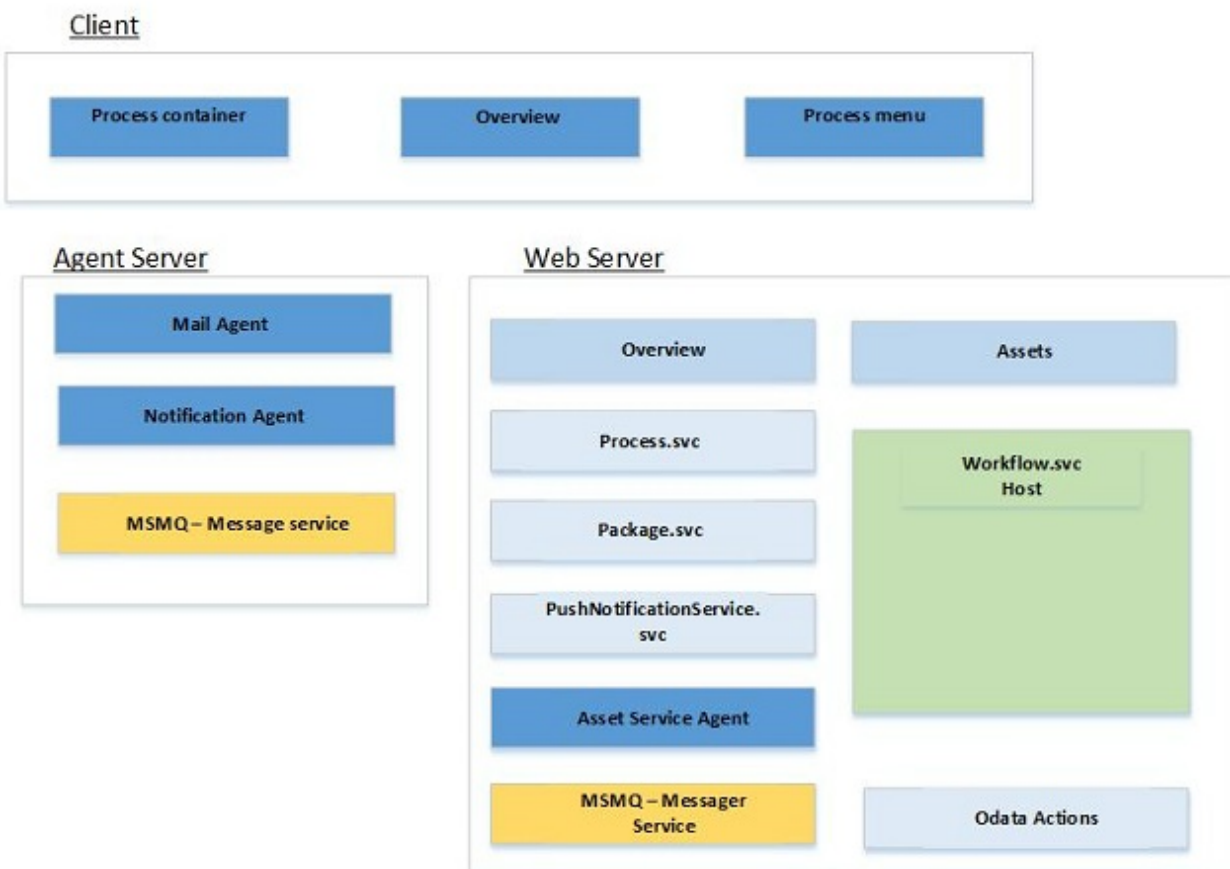 Client
Process container
Overview
Process menu
Agent Server
Mail Agent
Notification Agent
MSMQ – Message service
Web Server
Overview
Assets
Process.svc
Workflow.svc
Host
Package.svc
PushNotificationService.
svc
Asset Service Agent
MSMQ – Messager
Service
Odata Actions